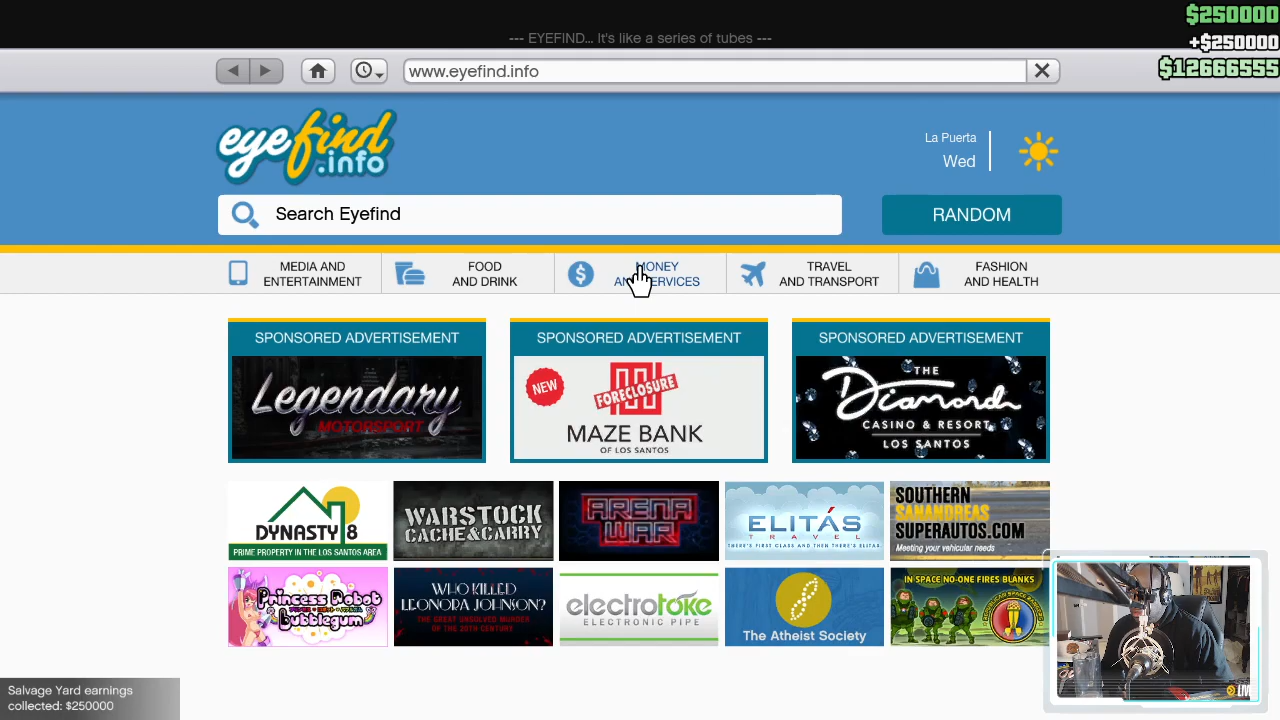 $250000
--- EYEFIND... It's like a series of tubes ---
+$250000
$12666555
www.eyefind.info
eyefind
.info
La Puerta
Wed
Search Eyefind
RANDOM
MEDIA AND
ENTERTAINMENT
FOOD
AND DRINK
MONEY
AND SERVICES
TRAVEL
AND TRANSPORT
FASHION
AND HEALTH
SPONSORED ADVERTISEMENT
Legendary
MOTORSPORT
SPONSORED ADVERTISEMENT
NEW
FORECLOSURE
MAZE BANK
OF LOS SANTOS
SPONSORED ADVERTISEMENT
THE
Diamond
CASINO & RESORT
LOS SANTOS
DYNASTY 8
PRIME PROPERTY IN THE LOS SANTOS AREA
WARSTOCK
CACHE & CARRY
ARENA
WAR
ELITÁS
TRAVEL
THERE'S FIRST CLASS AND THEN THERE'S ELITÁS
SOUTHERN
SANANDREAS
SUPERAUTOS.COM
Meeting your vehicular needs
Princess Robot
Bubblegum
WHO KILLED
LEONORA JOHNSON?
THE GREAT UNSOLVED MURDER
OF THE 20TH CENTURY
electrotoke
ELECTRONIC PIPE
The Atheist Society
IN SPACE NO-ONE FIRES BLANKS
Salvage Yard earnings
collected: $250000
LIVE